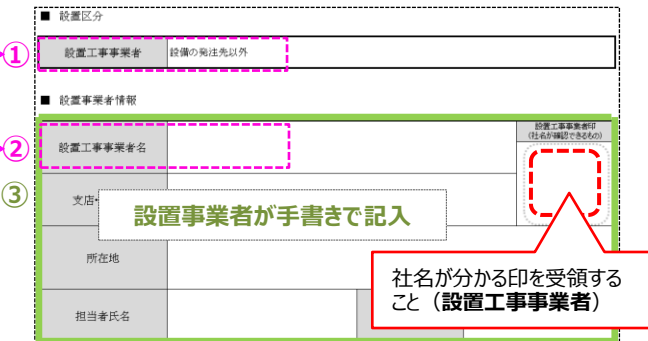 ■ 設置区分
① 設置工事事業者 設備の発注先以外
■ 設置事業者情報
設置工事事業者印
(社名が確認できるもの)
② 設置工事事業者名
③ 支店・
設置事業者が手書きで記入
所在地
社名が分かる印を受領する
こと（設置工事事業者）
担当者氏名